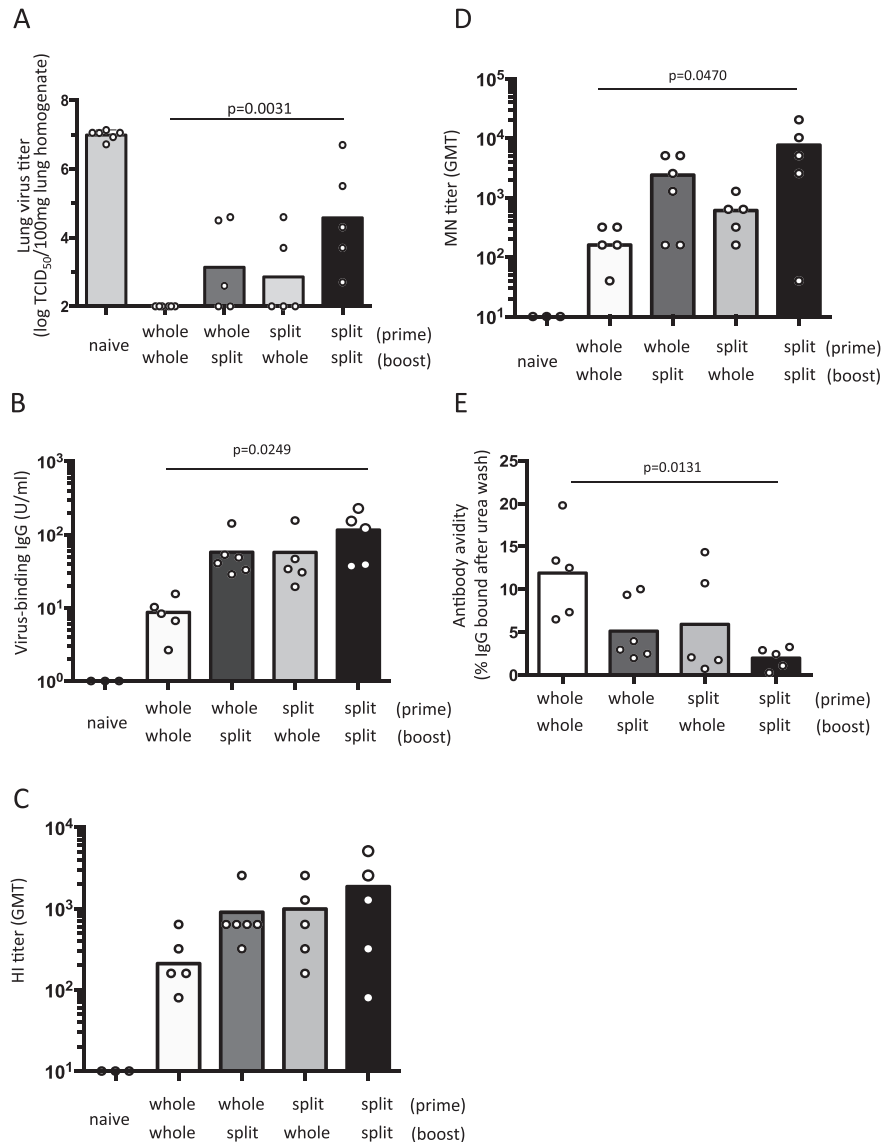 A
Lung virus titer
(log TCID50/100mg lung homogenate)
8
6
4
2
p=0.0031
naive
whole whole split split (prime)
whole split whole split (boost)
B
Virus-binding IgG (U/ml)
10^3
10^2
10^1
10^0
p=0.0249
naive
whole whole split split (prime)
whole split whole split (boost)
C
HI titer (GMT)
10^4
10^3
10^2
10^1
naive
whole whole split split (prime)
whole split whole split (boost)
D
MN titer (GMT)
10^5
10^4
10^3
10^2
10^1
p=0.0470
naive
whole whole split split (prime)
whole split whole split (boost)
E
Antibody avidity
(% IgG bound after urea wash)
25
20
15
10
5
0
p=0.0131
whole whole split split (prime)
whole split whole split (boost)